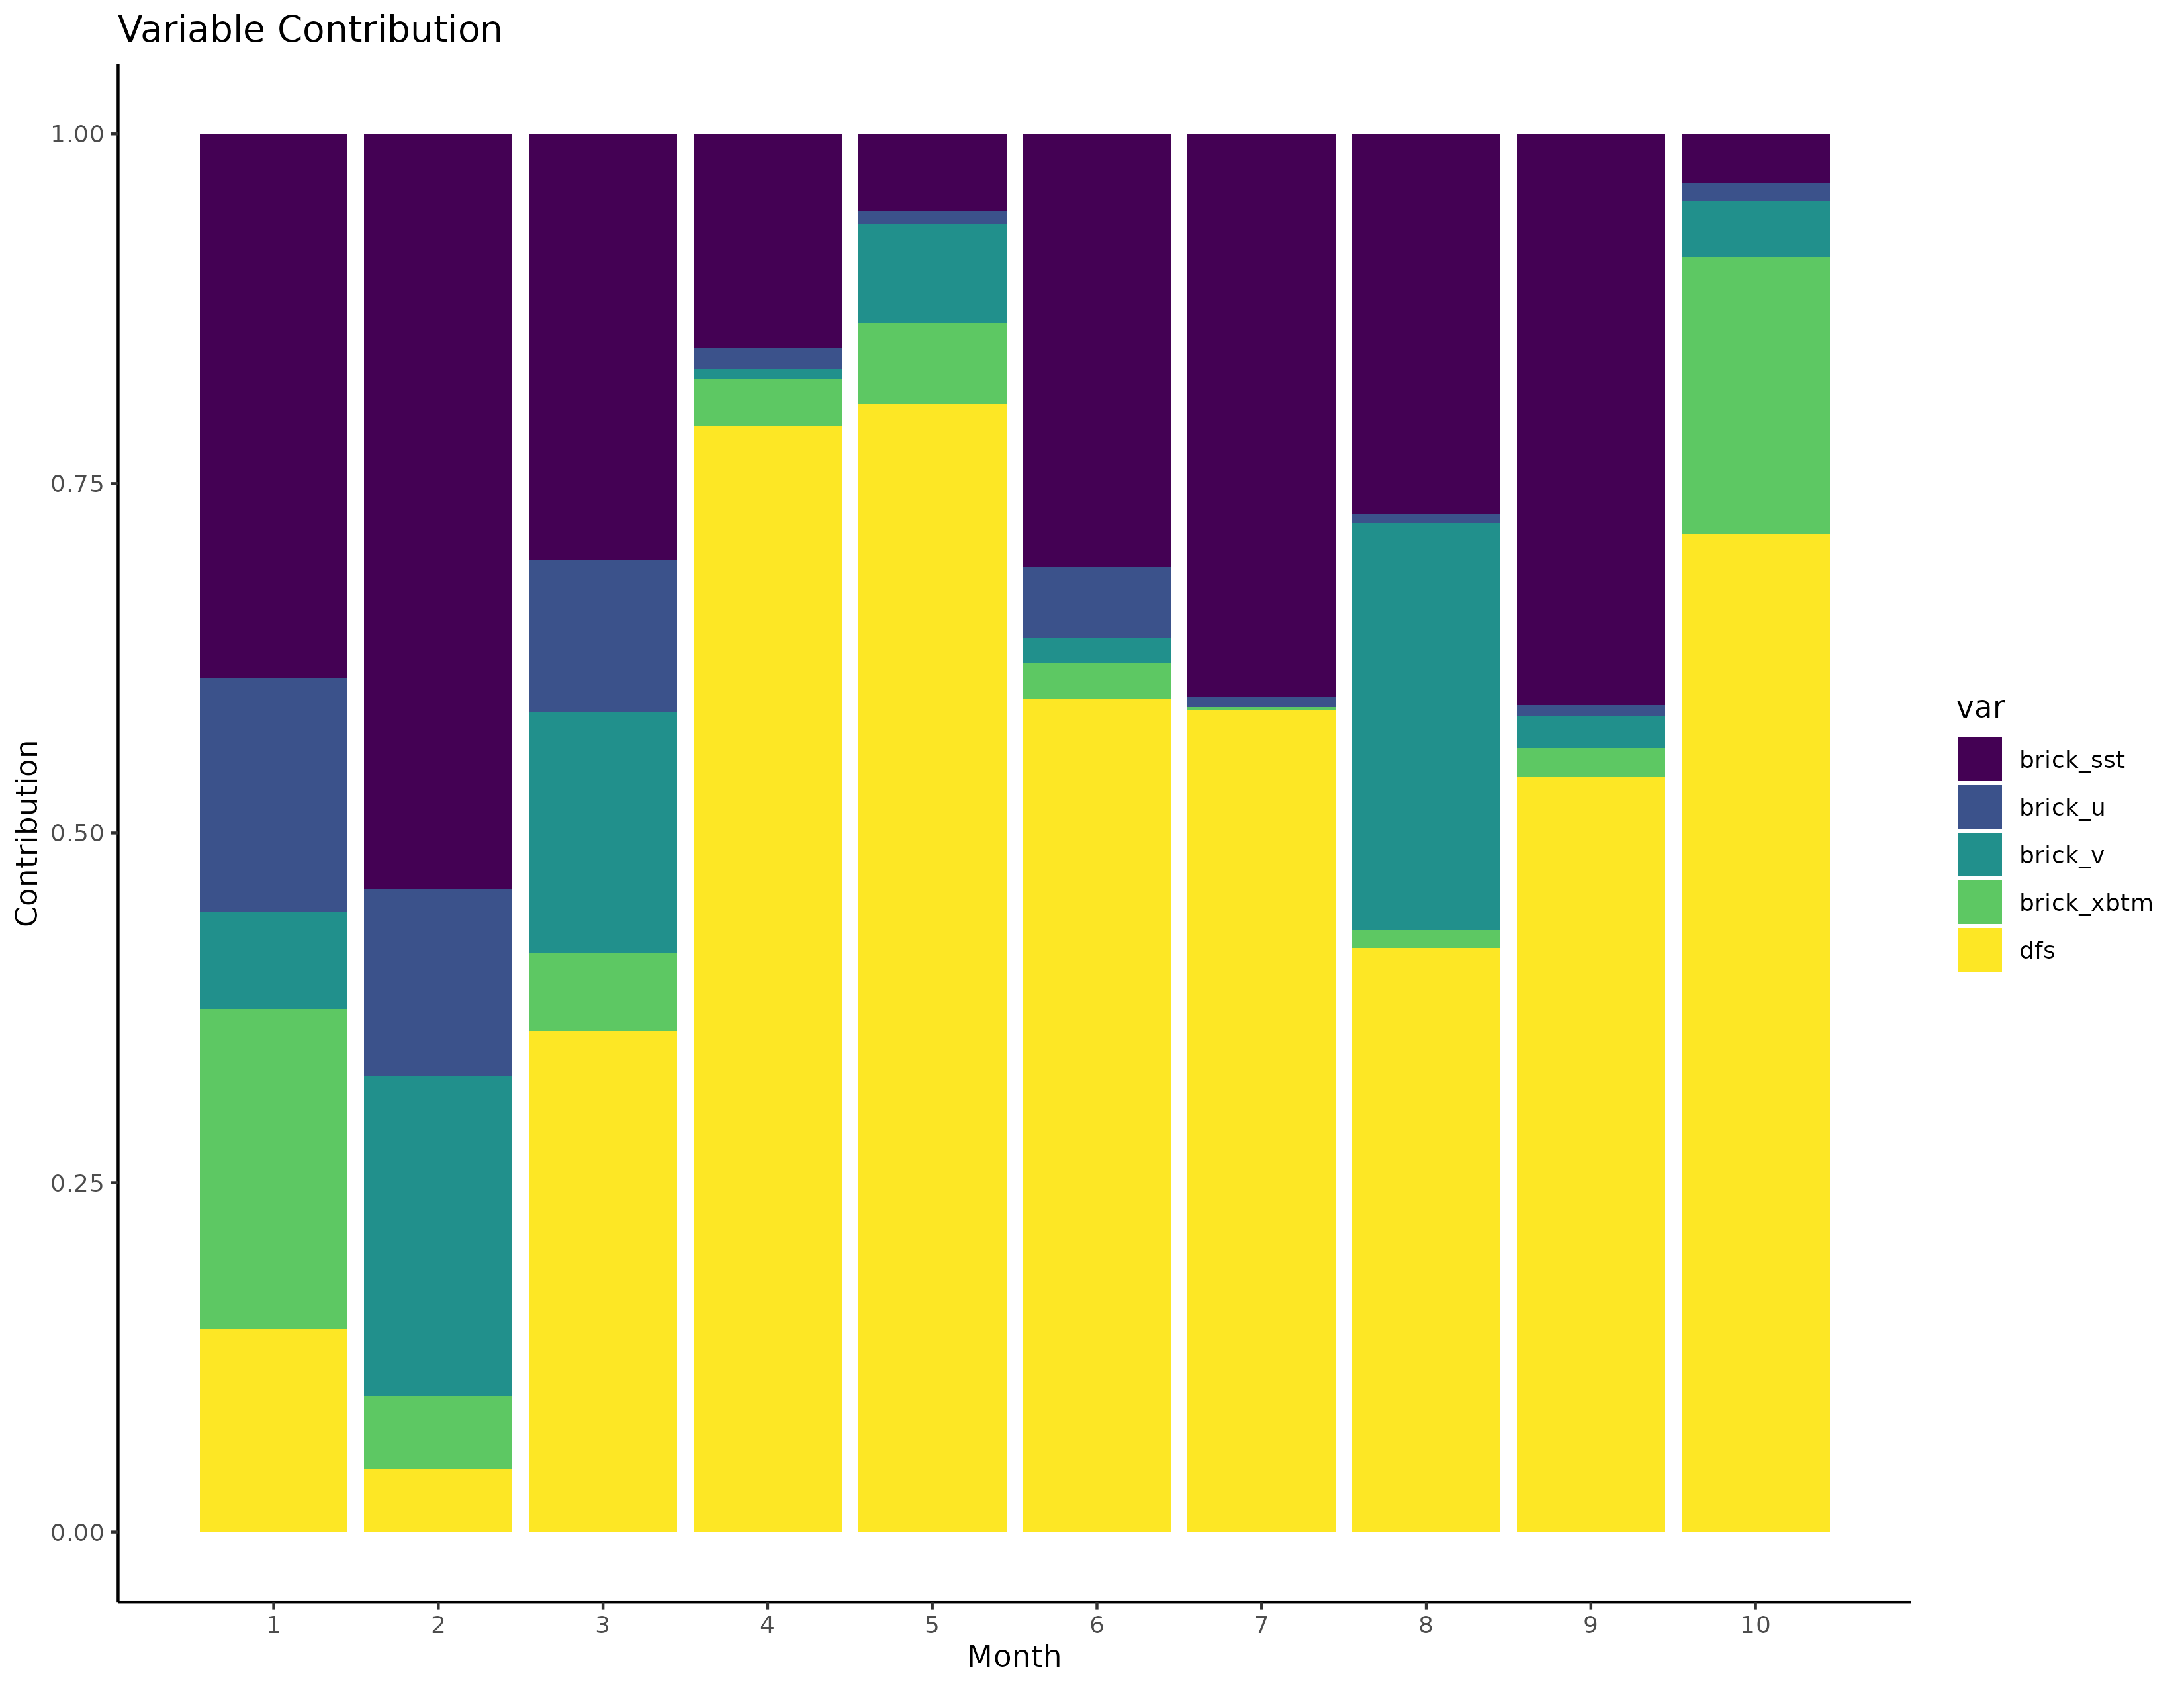 Variable Contribution
1.00
0.75
0.50
0.25
0.00
Contribution
1 2 3 4 5 6 7 8 9 10
Month
var
brick_sst
brick_u
brick_v
brick_xbtm
dfs